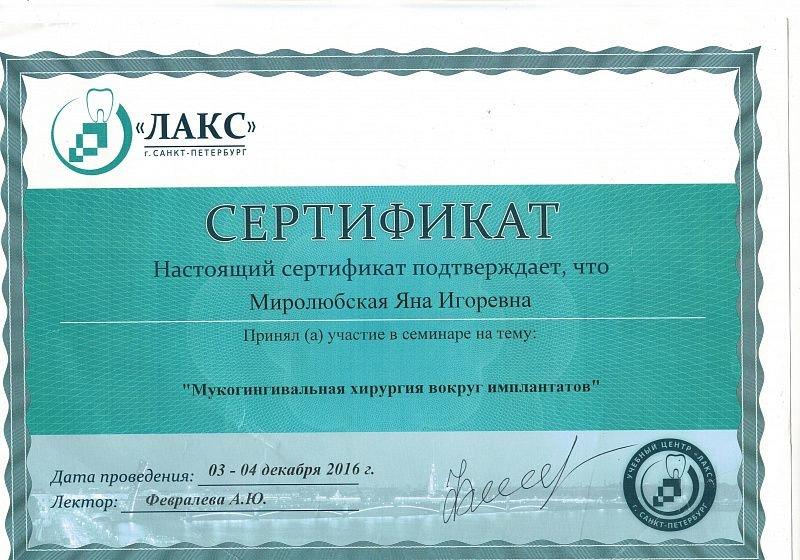 «ЛАКС»
г. САНКТ-ПЕТЕРБУРГ
СЕРТИФИКАТ
Настоящий сертификат подтверждает, что
Миролюбская Яна Игоревна
Принял (а) участие в семинаре на тему:
"Мукогингивальная хирургия вокруг имплантатов"
Дата проведения: 03 - 04 декабря 2016 г.
Лектор: Февралева А.Ю.
УЧЕБНЫЙ ЦЕНТР «ЛАКС»
г. САНКТ-ПЕТЕРБУРГ